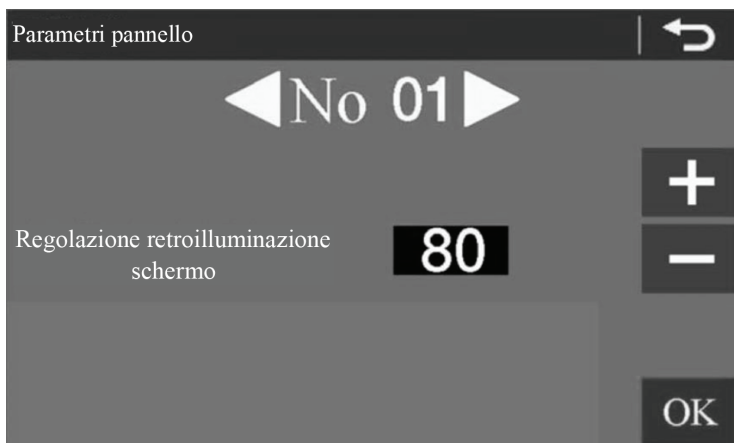 Parametri pannello
No 01
+
Regolazione retroilluminazione
schermo
80
−
OK